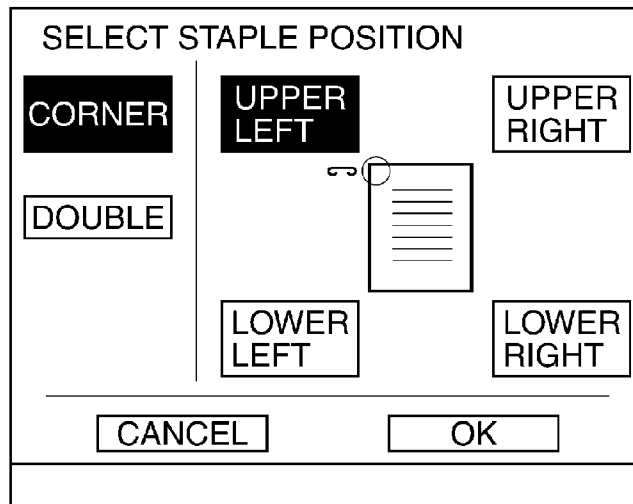 SELECT STAPLE POSITION
CORNER
UPPER
LEFT
UPPER
RIGHT
DOUBLE
LOWER
LEFT
LOWER
RIGHT
CANCEL
OK